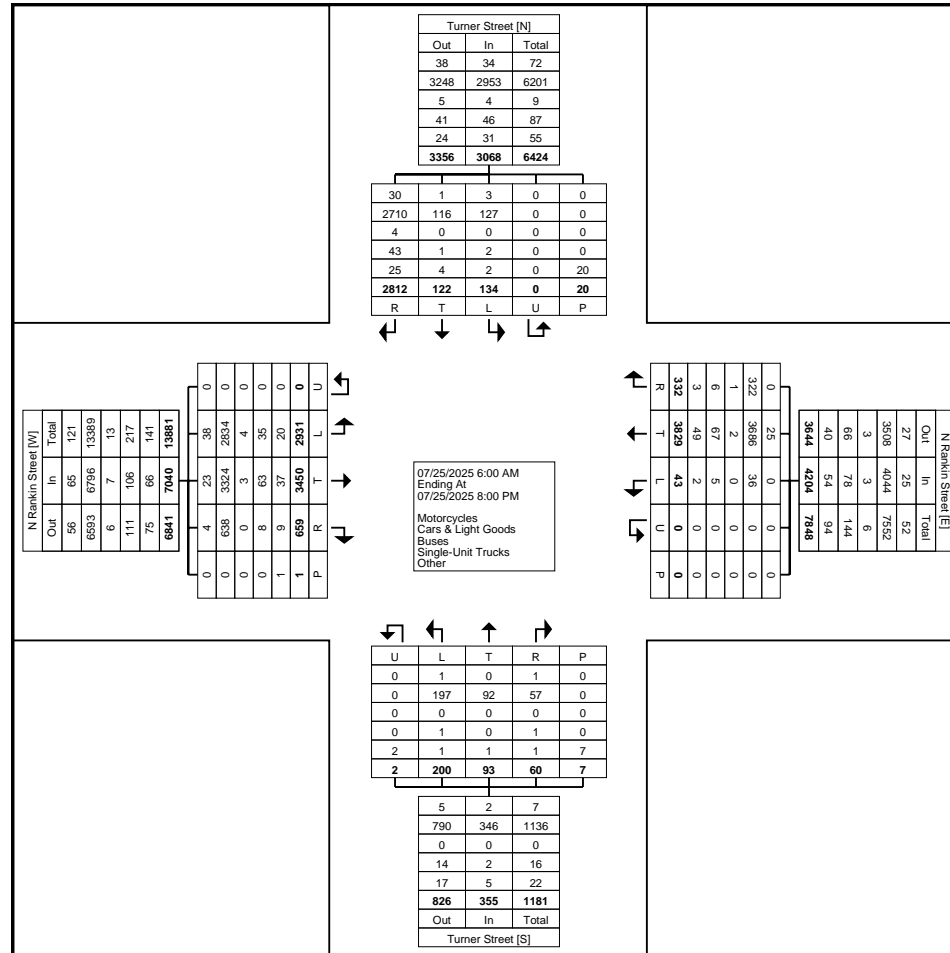 Turner Street [N]
Out In Total
38 34 72
3248 2953 6201
5 4 9
41 46 87
24 31 55
3356 3068 6424
30 1 3 0 0
2710 116 127 0 0
4 0 0 0 0
43 1 2 0 0
25 4 2 0 20
2812 122 134 0 20
R T L U P
U L T R P
0 2931 3450 659 1
0 20 37 9 1
0 35 63 8 0
0 4 3 0 0
0 2834 3324 638 0
0 38 23 4 0
13881 7040 6841
141 66 75
217 106 111
13 7 6
13389 6796 6593
121 65 56
Total In Out
N Rankin Street [W]
07/25/2025 6:00 AM
Ending At
07/25/2025 8:00 PM
Motorcycles
Cars & Light Goods
Buses
Single-Unit Trucks
Other
N Rankin Street [E]
Out In Total
27 25 52
3508 4044 7552
3 3 6
66 78 144
40 54 94
3644 4204 7848
0 25 0 0 0
322 3686 36 0 0
1 2 0 0 0
6 67 5 0 0
3 49 2 0 0
332 3829 43 0 0
R T L U P
U L T R P
0 1 0 1 0
0 197 92 57 0
0 0 0 0 0
0 1 0 1 0
2 1 1 1 7
2 200 93 60 7
5 2 7
790 346 1136
0 0 0
14 2 16
17 5 22
826 355 1181
Out In Total
Turner Street [S]